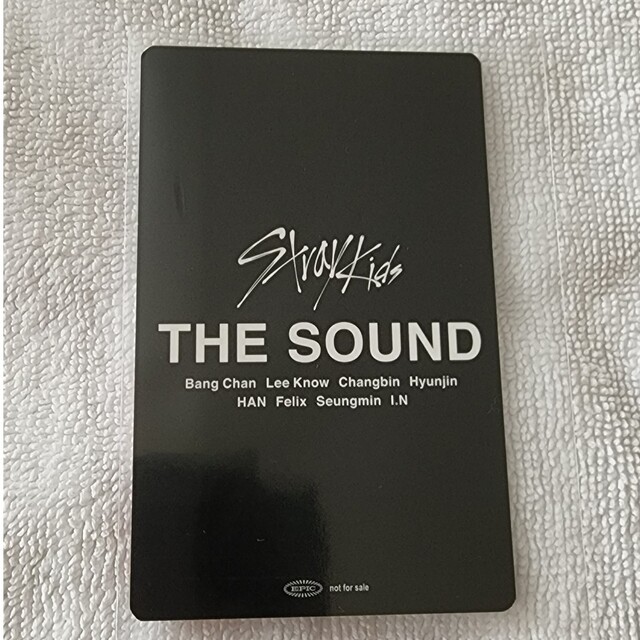 Stray Kids
THE SOUND
Bang Chan Lee Know Changbin Hyunjin
HAN Felix Seungmin I.N
EPIC not for sale